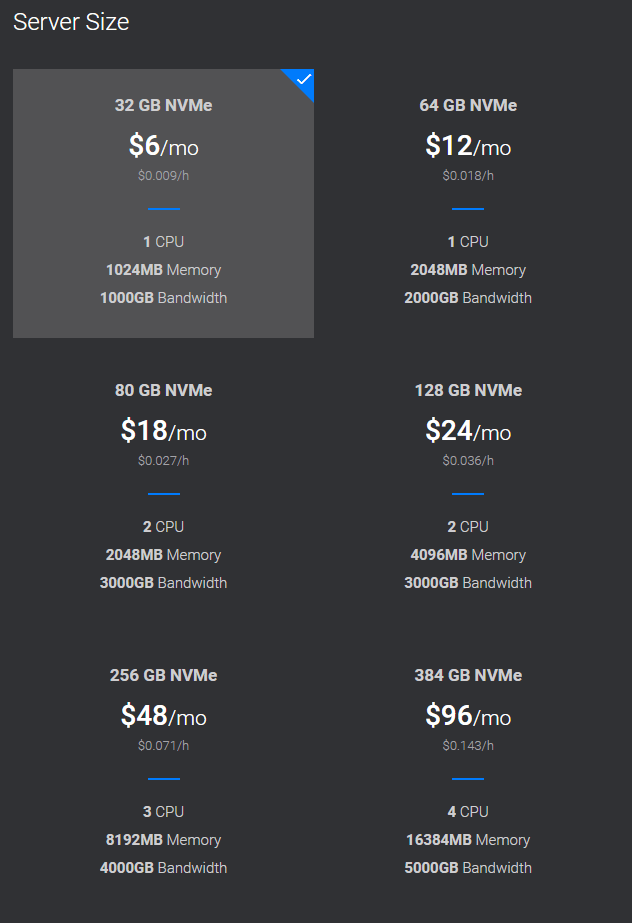 Server Size
32 GB NVMe
$6/mo
$0.009/h
1 CPU
1024MB Memory
1000GB Bandwidth
64 GB NVMe
$12/mo
$0.018/h
1 CPU
2048MB Memory
2000GB Bandwidth
80 GB NVMe
$18/mo
$0.027/h
2 CPU
2048MB Memory
3000GB Bandwidth
128 GB NVMe
$24/mo
$0.036/h
2 CPU
4096MB Memory
3000GB Bandwidth
256 GB NVMe
$48/mo
$0.071/h
3 CPU
8192MB Memory
4000GB Bandwidth
384 GB NVMe
$96/mo
$0.143/h
4 CPU
16384MB Memory
5000GB Bandwidth